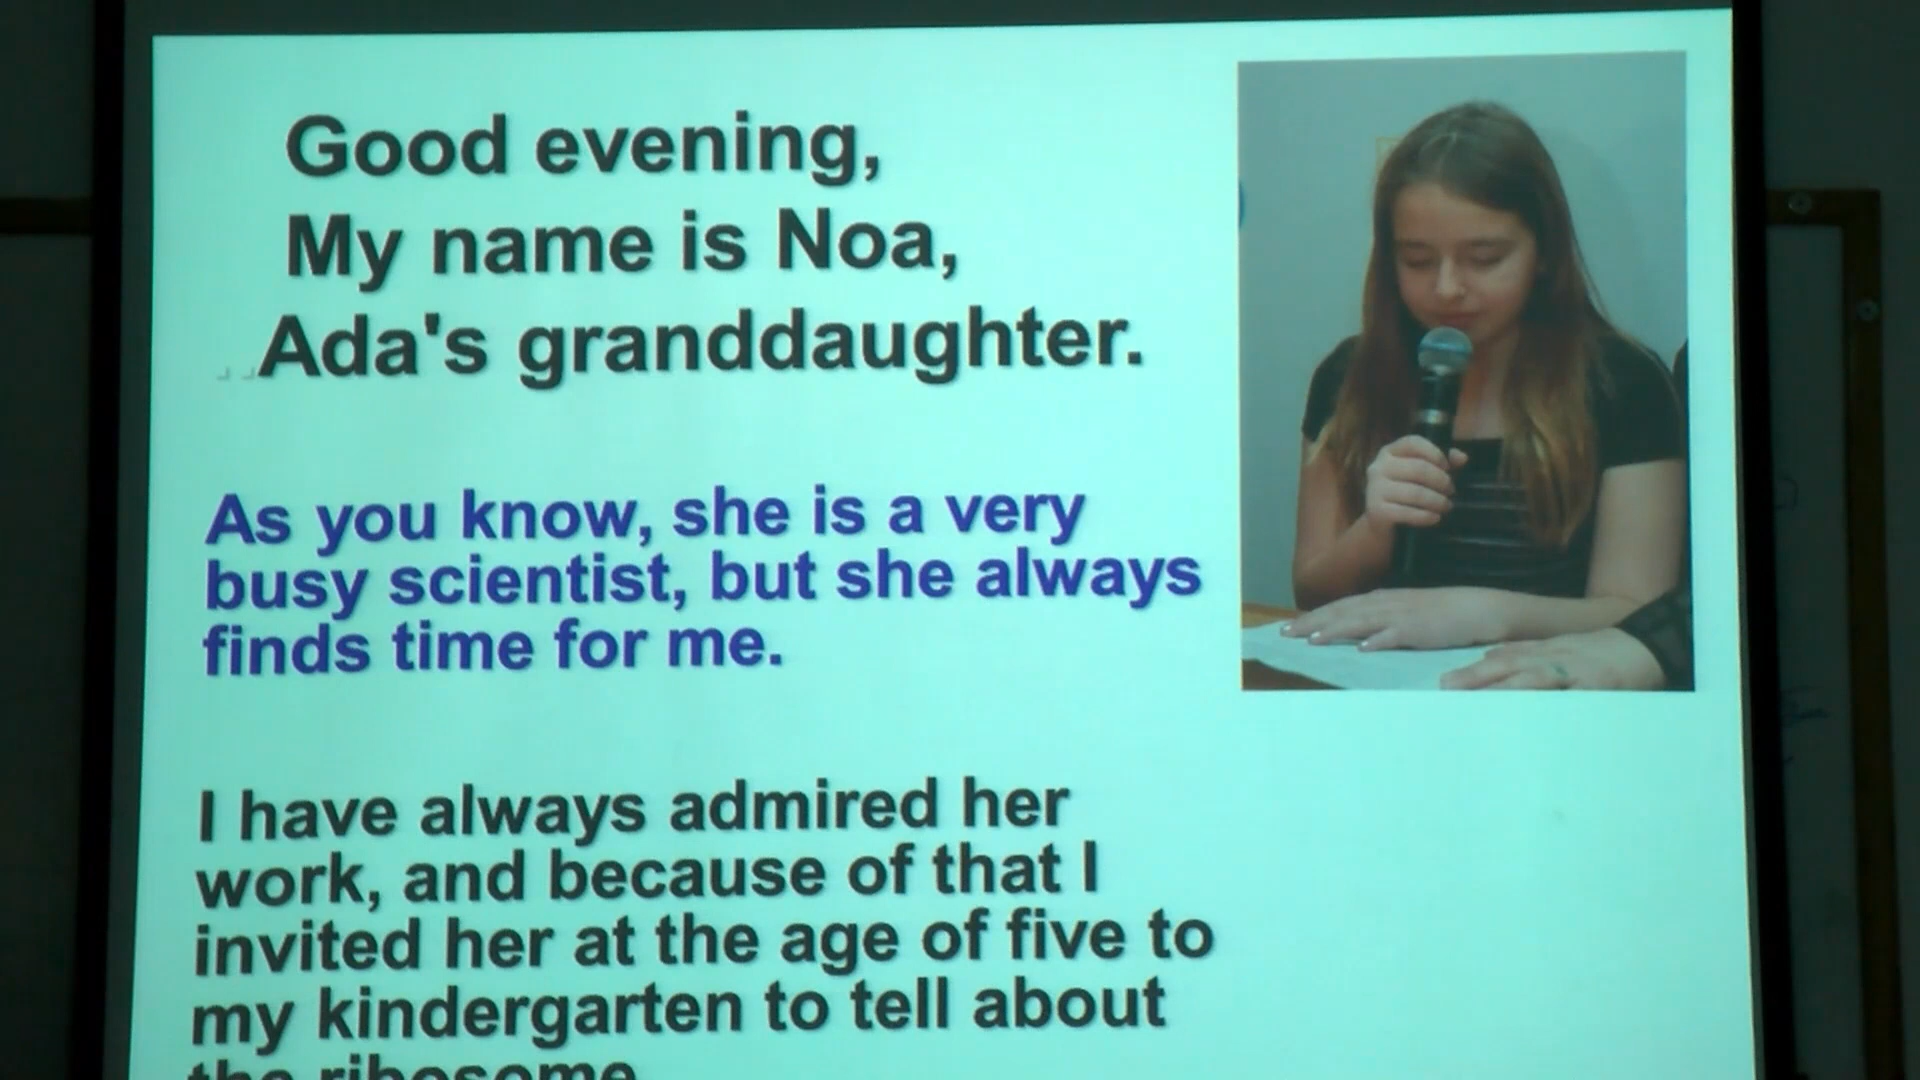 Good evening,
My name is Noa,
Ada's granddaughter.
As you know, she is a very
busy scientist, but she always
finds time for me.
I have always admired her
work, and because of that I
invited her at the age of five to
my kindergarten to tell about
the ribosome